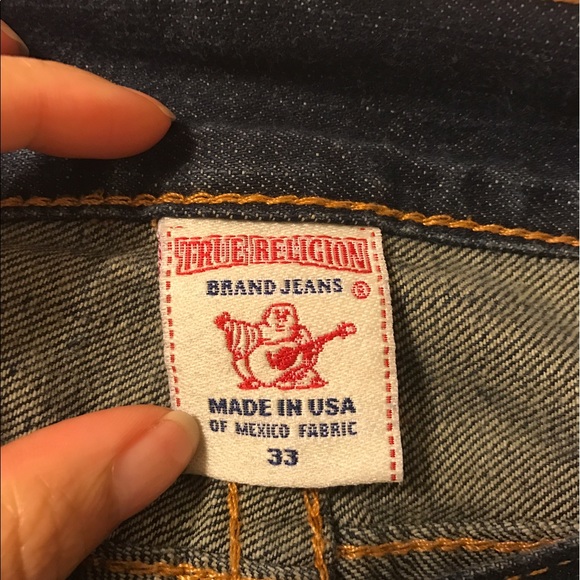 TRUE RELIGION
BRAND JEANS ®
MADE IN USA
OF MEXICO FABRIC
33